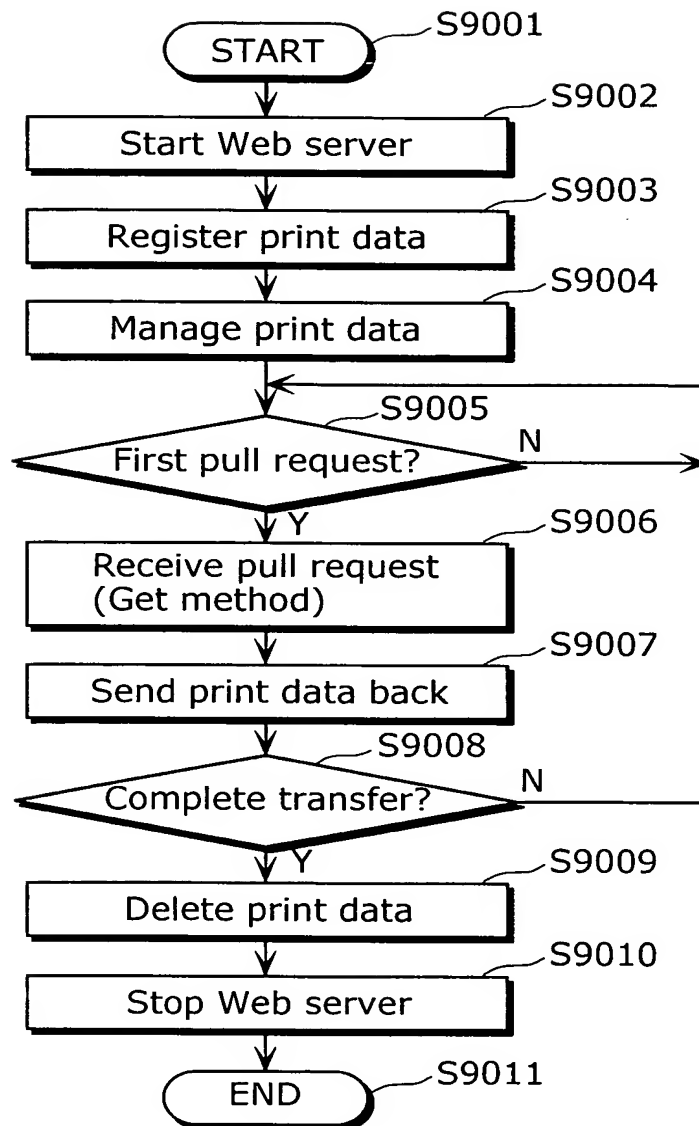 START
S9001
S9002
Start Web server
S9003
Register print data
S9004
Manage print data
S9005
First pull request?
N
Y
S9006
Receive pull request
(Get method)
S9007
Send print data back
S9008
Complete transfer?
N
Y
S9009
Delete print data
S9010
Stop Web server
S9011
END